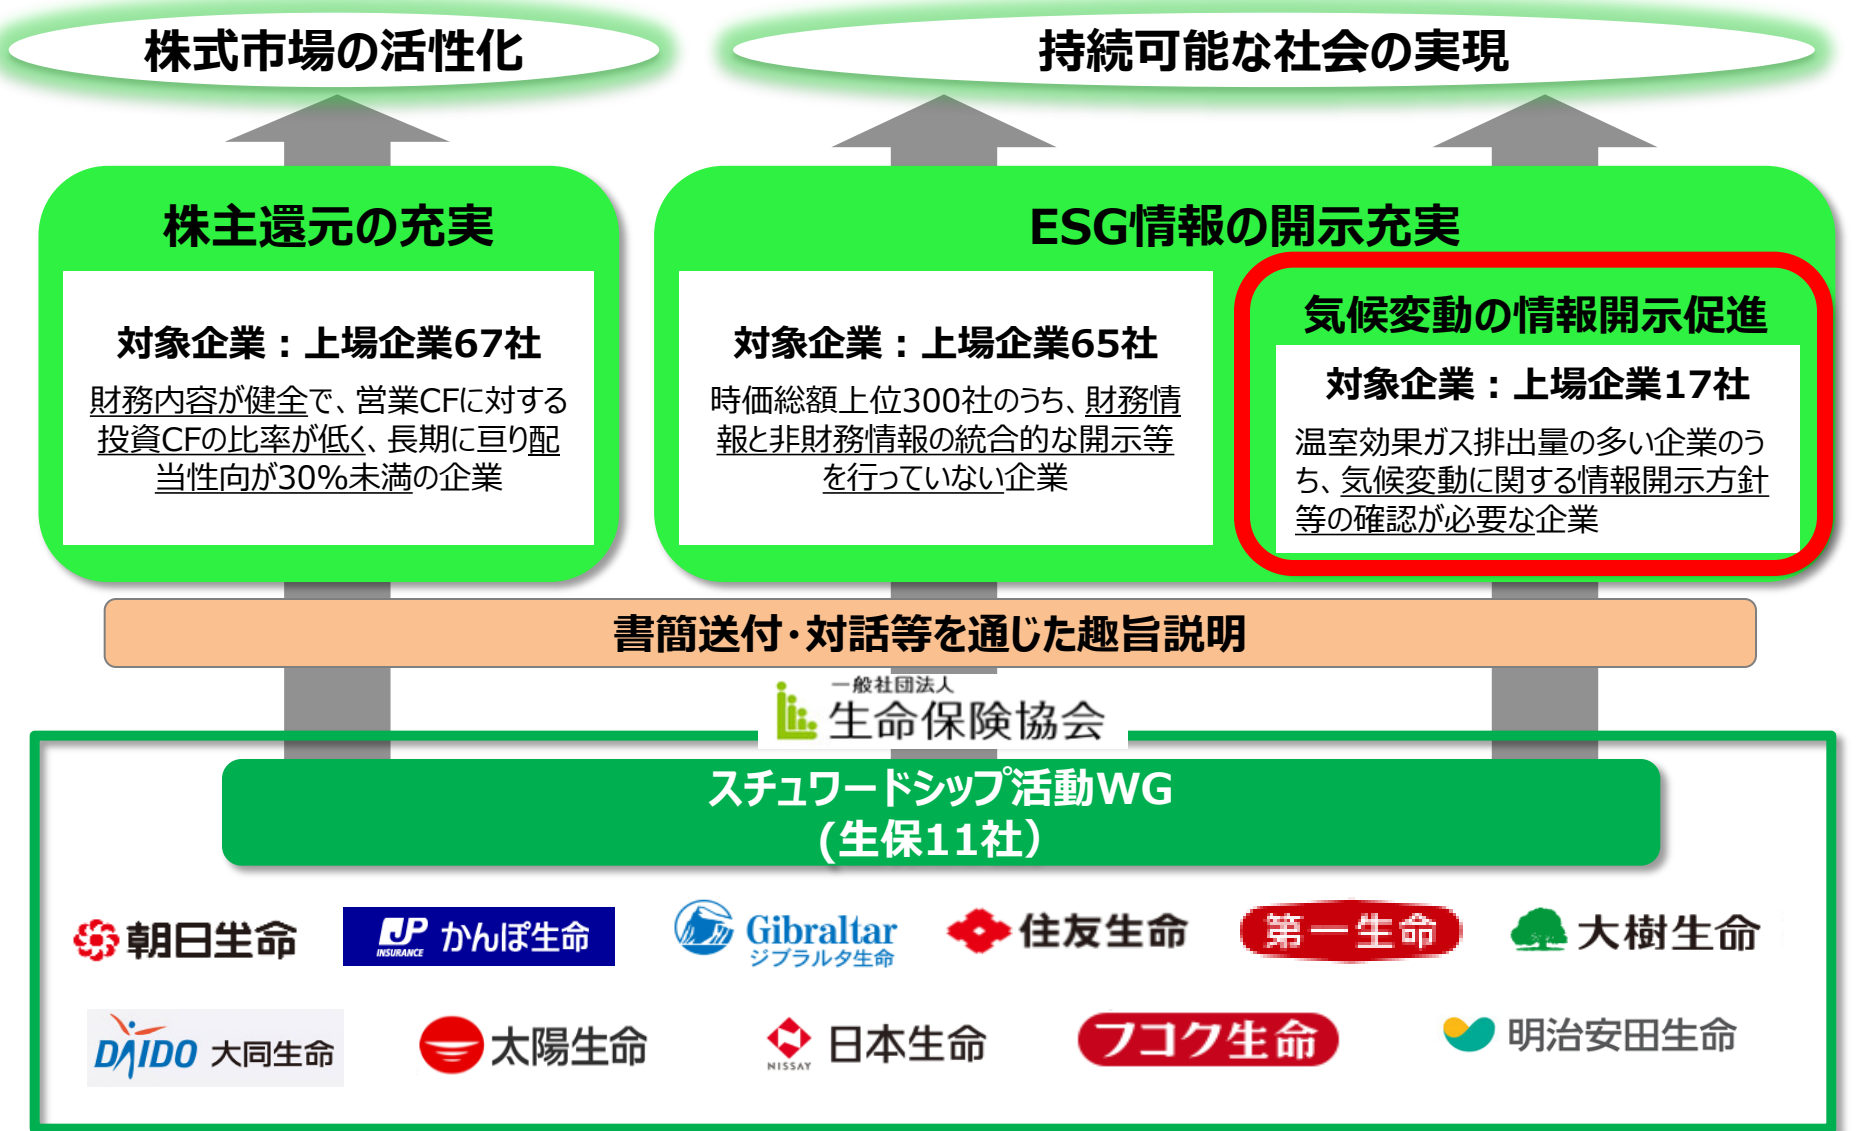 株式市場の活性化
持続可能な社会の実現
株主還元の充実
対象企業：上場企業67社
財務内容が健全で、営業CFに対する
投資CFの比率が低く、長期に亘り配
当性向が30%未満の企業
ESG情報の開示充実
対象企業：上場企業65社
時価総額上位300社のうち、財務情
報と非財務情報の統合的な開示等
を行っていない企業
気候変動の情報開示促進
対象企業：上場企業17社
温室効果ガス排出量の多い企業のう
ち、気候変動に関する情報開示方針
等の確認が必要な企業
書簡送付・対話等を通じた趣旨説明
一般社団法人
生命保険協会
スチュワードシップ活動WG
(生保11社）
朝日生命
JP INSURANCE かんぽ生命
Gibraltar
ジブラルタ生命
住友生命
第一生命
大樹生命
DAIDO 大同生命
太陽生命
NISSAY 日本生命
フコク生命
明治安田生命